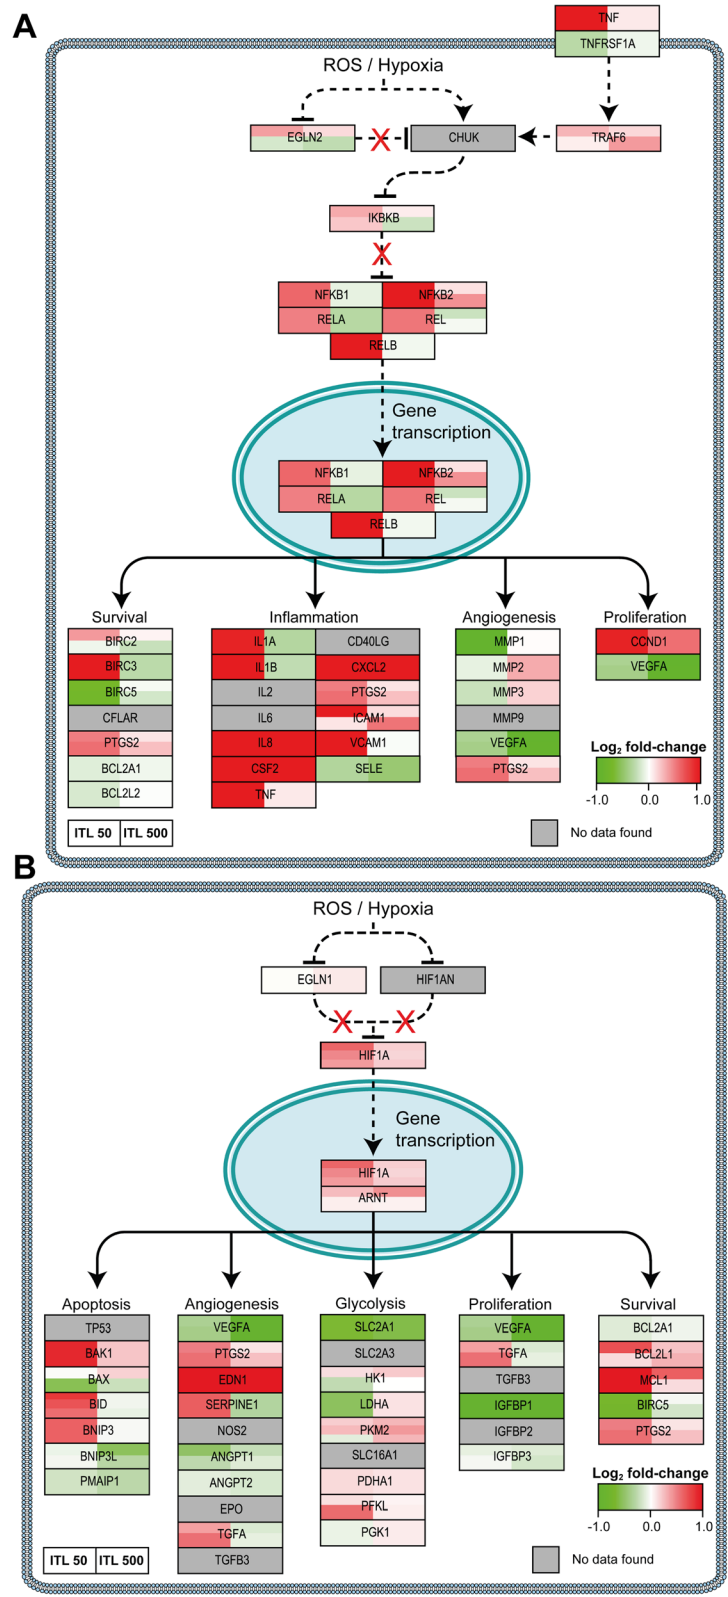 A
TNF
TNFRSF1A
ROS / Hypoxia
EGLN2
X
CHUK
TRAF6
IKBKB
X
NFKB1
NFKB2
RELA
REL
RELB
Gene
transcription
NFKB1
NFKB2
RELA
REL
RELB
Survival
BIRC2
BIRC3
BIRC5
CFLAR
PTGS2
BCL2A1
BCL2L2
Inflammation
IL1A
CD40LG
IL1B
CXCL2
IL2
PTGS2
IL6
ICAM1
IL8
VCAM1
CSF2
SELE
TNF
Angiogenesis
MMP1
MMP2
MMP3
MMP9
VEGFA
PTGS2
Proliferation
CCND1
VEGFA
Log₂ fold-change
-1.0 0.0 1.0
ITL 50 ITL 500
No data found
B
ROS / Hypoxia
EGLN1
HIF1AN
X X
HIF1A
Gene
transcription
HIF1A
ARNT
Apoptosis
TP53
BAK1
BAX
BID
BNIP3
BNIP3L
PMAIP1
Angiogenesis
VEGFA
PTGS2
EDN1
SERPINE1
NOS2
ANGPT1
ANGPT2
EPO
TGFA
TGFB3
Glycolysis
SLC2A1
SLC2A3
HK1
LDHA
PKM2
SLC16A1
PDHA1
PFKL
PGK1
Proliferation
VEGFA
TGFA
TGFB3
IGFBP1
IGFBP2
IGFBP3
Survival
BCL2A1
BCL2L1
MCL1
BIRC5
PTGS2
Log₂ fold-change
-1.0 0.0 1.0
ITL 50 ITL 500
No data found